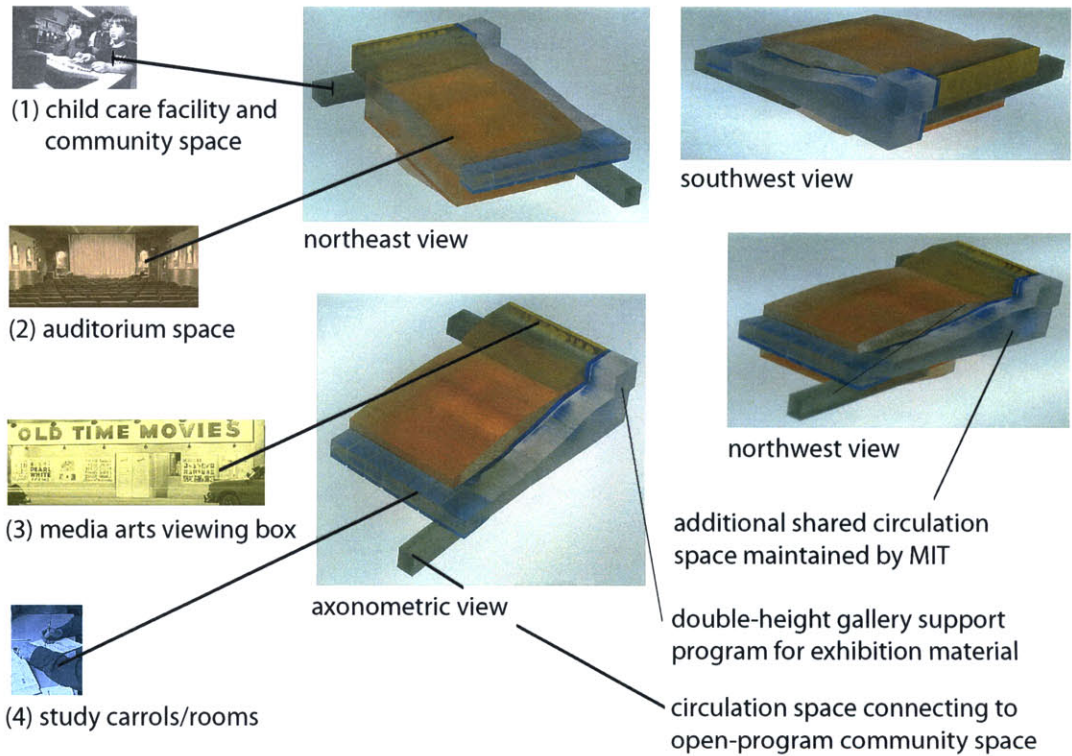 (1) child care facility and
community space
northeast view
southwest view
(2) auditorium space
OLD TIME MOVIES
PEARL
WHITE
(3) media arts viewing box
northwest view
axonometric view
additional shared circulation
space maintained by MIT
double-height gallery support
program for exhibition material
(4) study carrols/rooms
circulation space connecting to
open-program community space